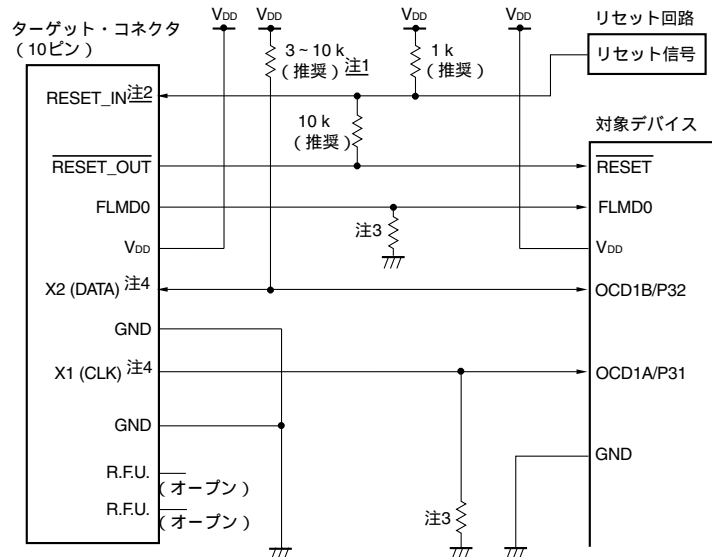 ターゲット・コネクタ
（10ピン）
VDD
VDD
VDD
VDD
リセット回路
リセット信号
3~10 k
（推奨）注1
1 k
（推奨）
RESET_IN注2
10 k
（推奨）
対象デバイス
RESET_OUT
RESET
FLMD0
FLMD0
注3
VDD
VDD
X2 (DATA) 注4
OCD1B/P32
GND
X1 (CLK) 注4
OCD1A/P31
GND
GND
R.F.U.
（オープン）
R.F.U.
（オープン）
注3